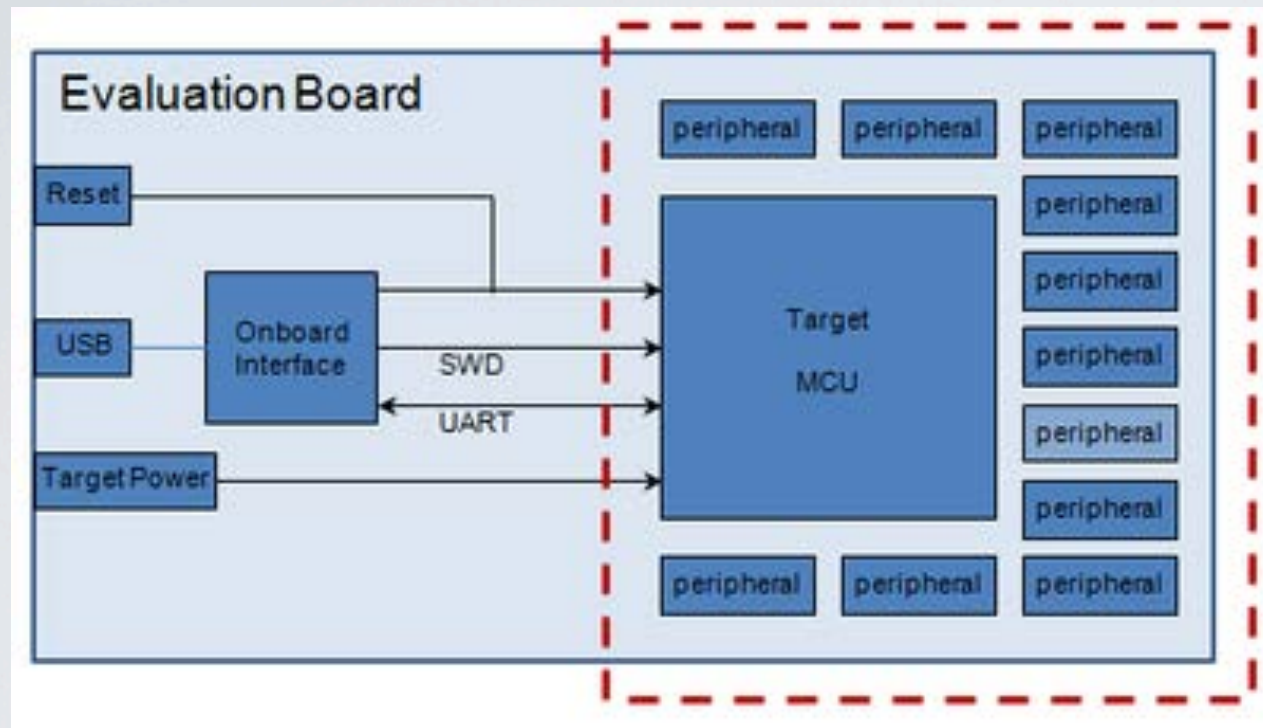 Evaluation Board
peripheral peripheral peripheral
Reset
peripheral
peripheral
USB
Onboard
Interface
SWD
UART
Target
MCU
peripheral
peripheral
Target Power
peripheral
peripheral peripheral peripheral